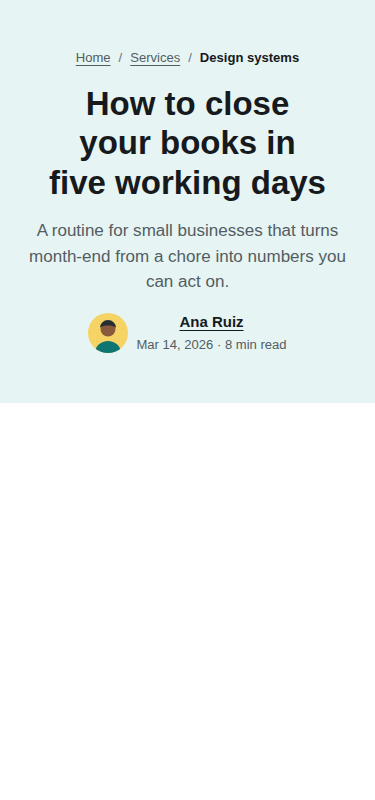 Home / Services / Design systems
How to close
your books in
five working days
A routine for small businesses that turns
month-end from a chore into numbers you
can act on.
Ana Ruiz
Mar 14, 2026 · 8 min read